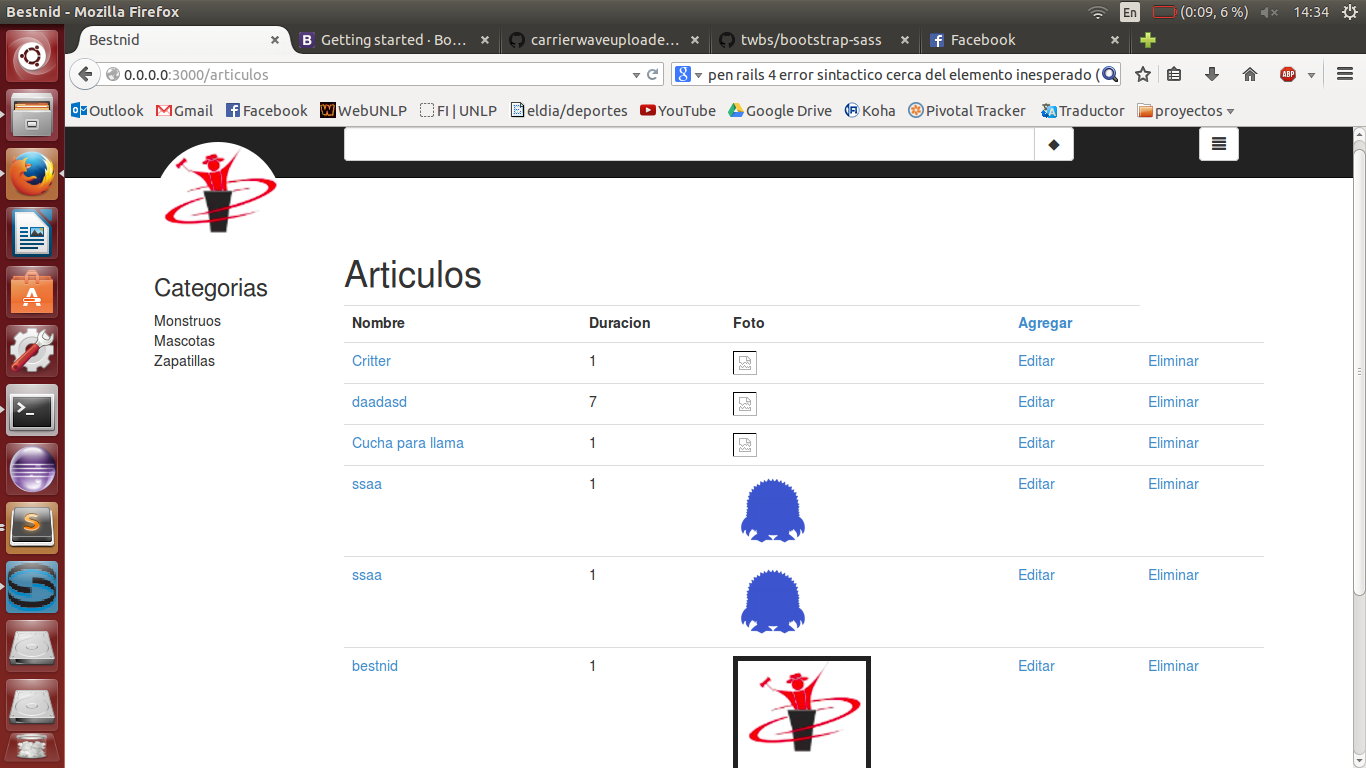 Bestnid - Mozilla Firefox
En
(0:09, 6 %)
14:34
Bestnid
Getting started · Bo...
carrierwaveuploade...
twbs/bootstrap-sass
Facebook
0.0.0.0:3000/articulos
pen rails 4 error sintactico cerca del elemento inesperado (
ABP
Outlook
Gmail
Facebook
WebUNLP
FI | UNLP
eldia/deportes
YouTube
Google Drive
Koha
Pivotal Tracker
Traductor
proyectos
Articulos
Categorias
Monstruos
Mascotas
Zapatillas
Nombre Duracion Foto Agregar
Critter 1 Editar Eliminar
daadasd 7 Editar Eliminar
Cucha para llama 1 Editar Eliminar
ssaa 1 Editar Eliminar
ssaa 1 Editar Eliminar
bestnid 1 Editar Eliminar